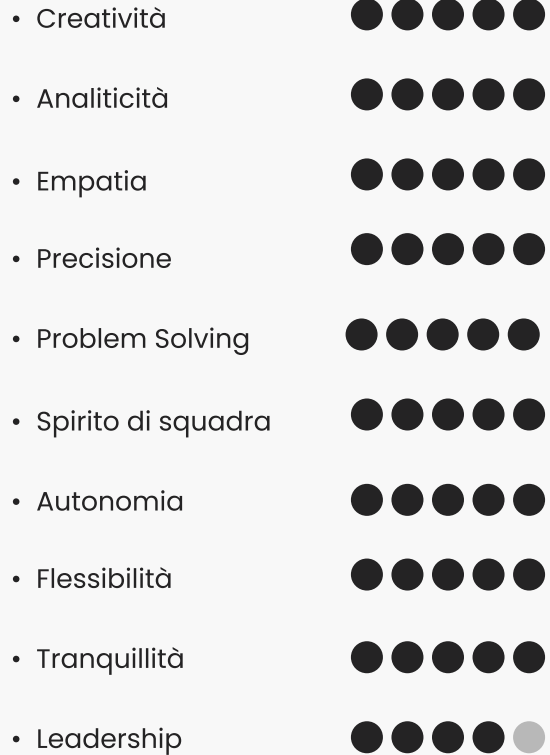 • Creatività
• Analiticità
• Empatia
• Precisione
• Problem Solving
• Spirito di squadra
• Autonomia
• Flessibilità
• Tranquillità
• Leadership